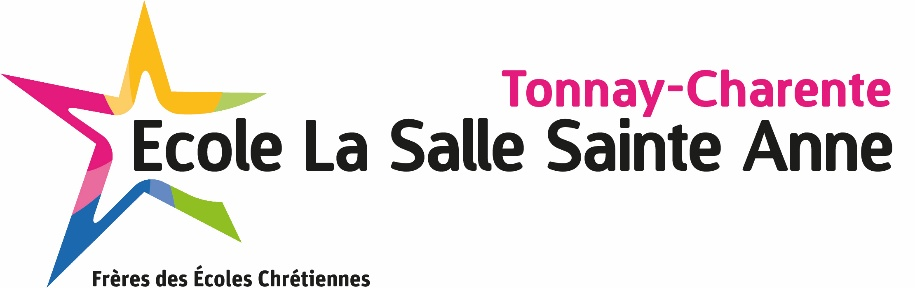 Tonnay-Charente
Ecole La Salle Sainte Anne
Frères des Écoles Chrétiennes